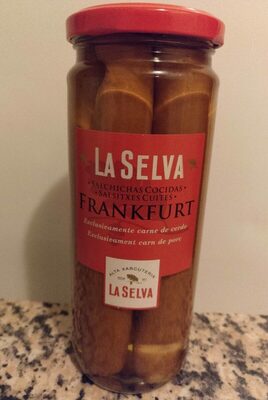 LA SELVA
• SALCHICHAS COCIDAS •
• SALSITXES CUITES •
FRANKFURT
Exclusivamente carne de cerdo
Exclusivament carn de porc
ALTA XARCUTERIA
LA SELVA